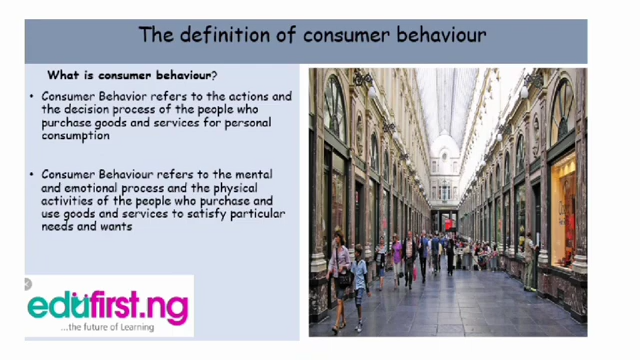 The definition of consumer behaviour
What is consumer behaviour?
• Consumer Behavior refers to the actions and
the decision process of the people who
purchase goods and services for personal
consumption
• Consumer Behaviour refers to the mental
and emotional process and the physical
activities of the people who purchase and
use goods and services to satisfy particular
needs and wants
edufirst.ng
...the future of Learning